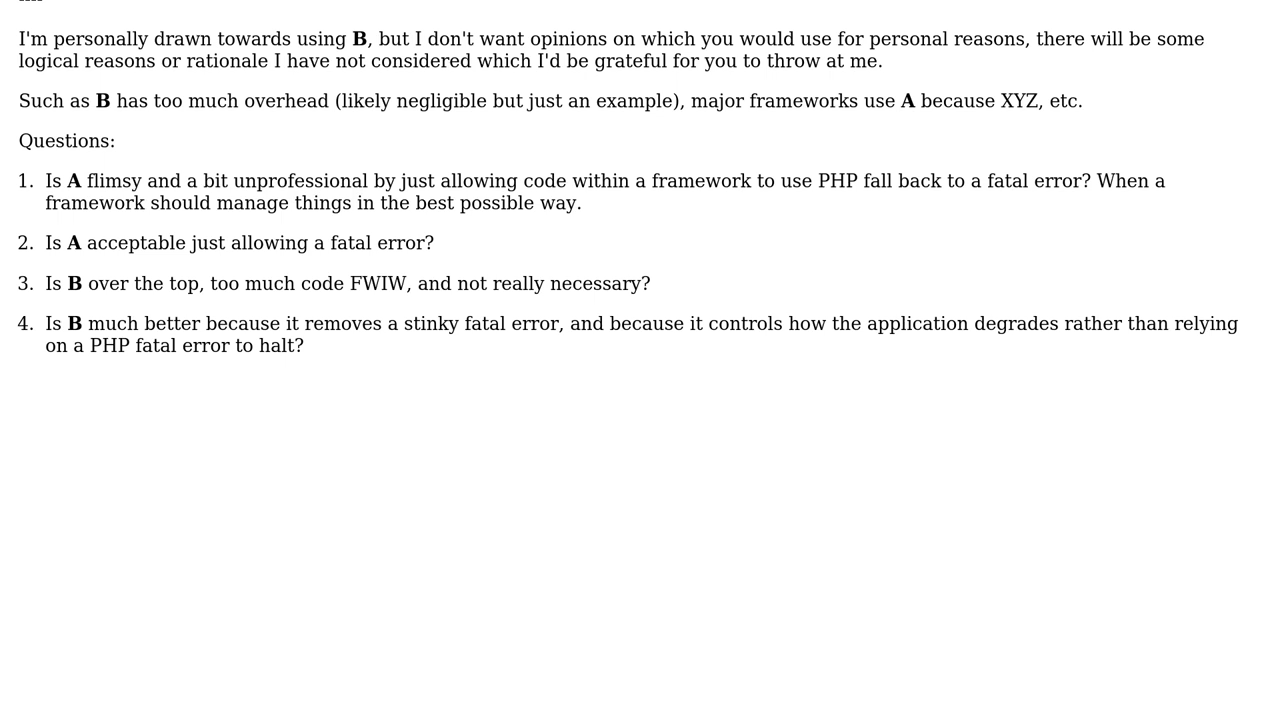 I'm personally drawn towards using B, but I don't want opinions on which you would use for personal reasons, there will be some
logical reasons or rationale I have not considered which I'd be grateful for you to throw at me.
Such as B has too much overhead (likely negligible but just an example), major frameworks use A because XYZ, etc.
Questions:
1. Is A flimsy and a bit unprofessional by just allowing code within a framework to use PHP fall back to a fatal error? When a
framework should manage things in the best possible way.
2. Is A acceptable just allowing a fatal error?
3. Is B over the top, too much code FWIW, and not really necessary?
4. Is B much better because it removes a stinky fatal error, and because it controls how the application degrades rather than relying
on a PHP fatal error to halt?